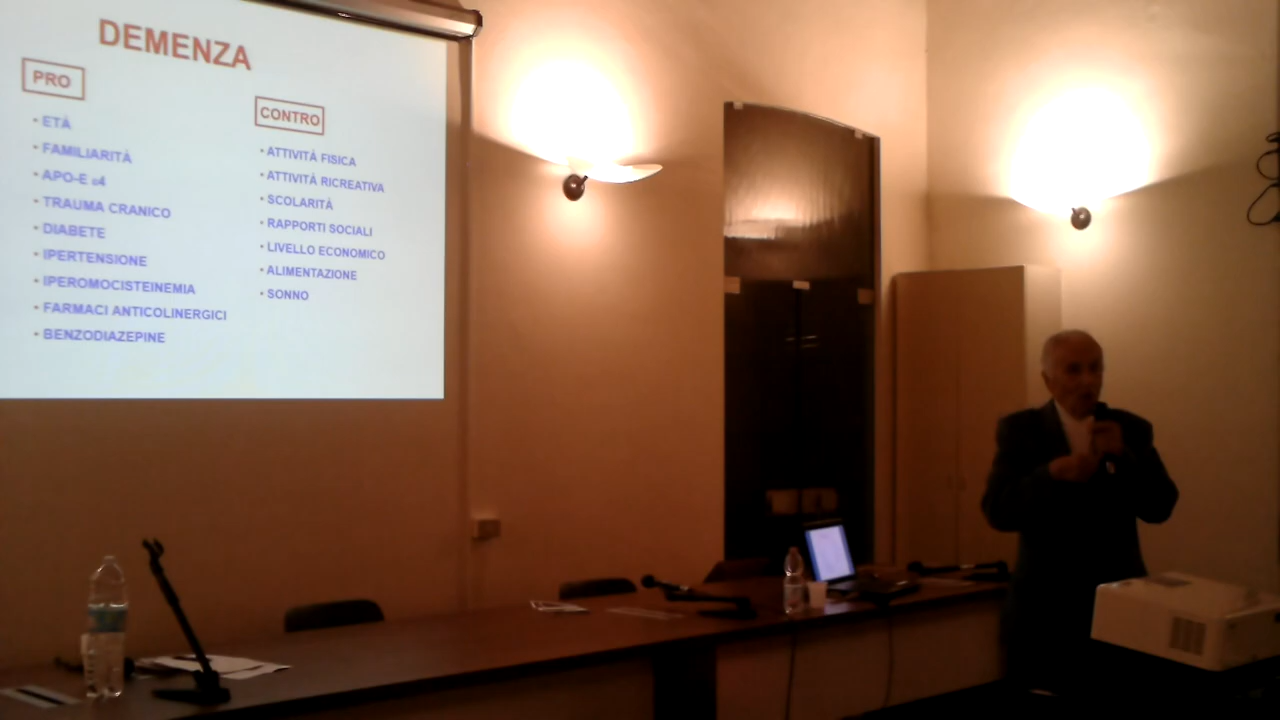 DEMENZA
PRO
• ETÀ
• FAMILIARITÀ
• APO-E ε4
• TRAUMA CRANICO
• DIABETE
• IPERTENSIONE
• IPEROMOCISTEINEMIA
• FARMACI ANTICOLINERGICI
• BENZODIAZEPINE
CONTRO
• ATTIVITÀ FISICA
• ATTIVITÀ RICREATIVA
• SCOLARITÀ
• RAPPORTI SOCIALI
• LIVELLO ECONOMICO
• ALIMENTAZIONE
• SONNO